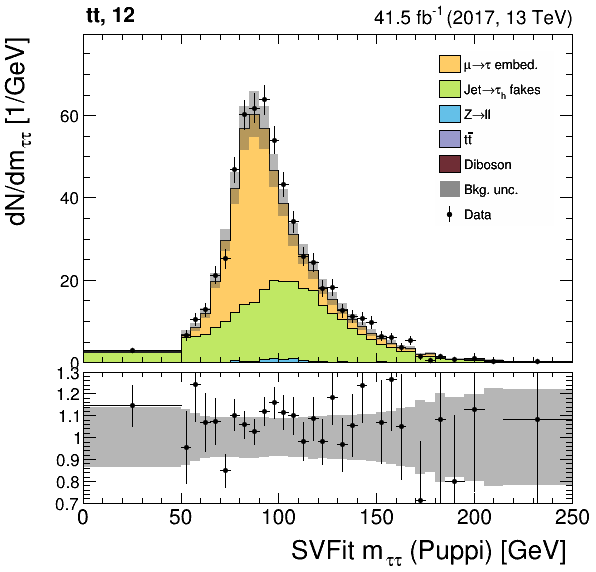 tt, 12
41.5 fb⁻¹ (2017, 13 TeV)
dN/dm_ττ [1/GeV]
μ→τ embed.
Jet→τ_h fakes
Z→ll
tt̄
Diboson
Bkg. unc.
Data
60
40
20
0
1.3
1.2
1.1
1
0.9
0.8
0.7
0 50 100 150 200 250
SVFit m_ττ (Puppi) [GeV]